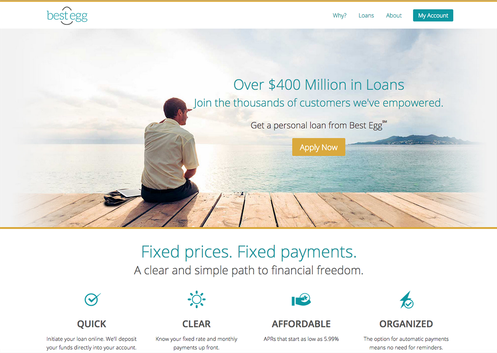 best egg
Why?
Loans
About
My Account
Over $400 Million in Loans
Join the thousands of customers we've empowered.
Get a personal loan from Best Egg℠
Apply Now
Fixed prices. Fixed payments.
A clear and simple path to financial freedom.
QUICK
Initiate your loan online. We'll deposit
your funds directly into your account.
CLEAR
Know your fixed rate and monthly
payments up front.
AFFORDABLE
APRs that start as low as 5.99%
ORGANIZED
The option for automatic payments
means no need for reminders.